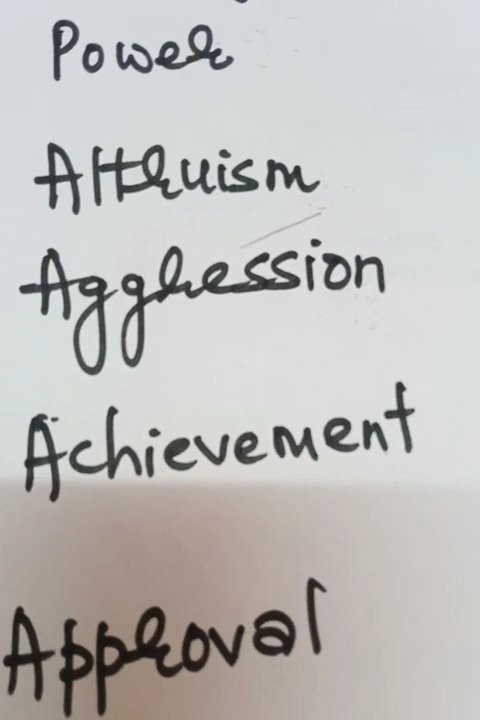 Power
Altruism
Aggression
Achievement
Approval